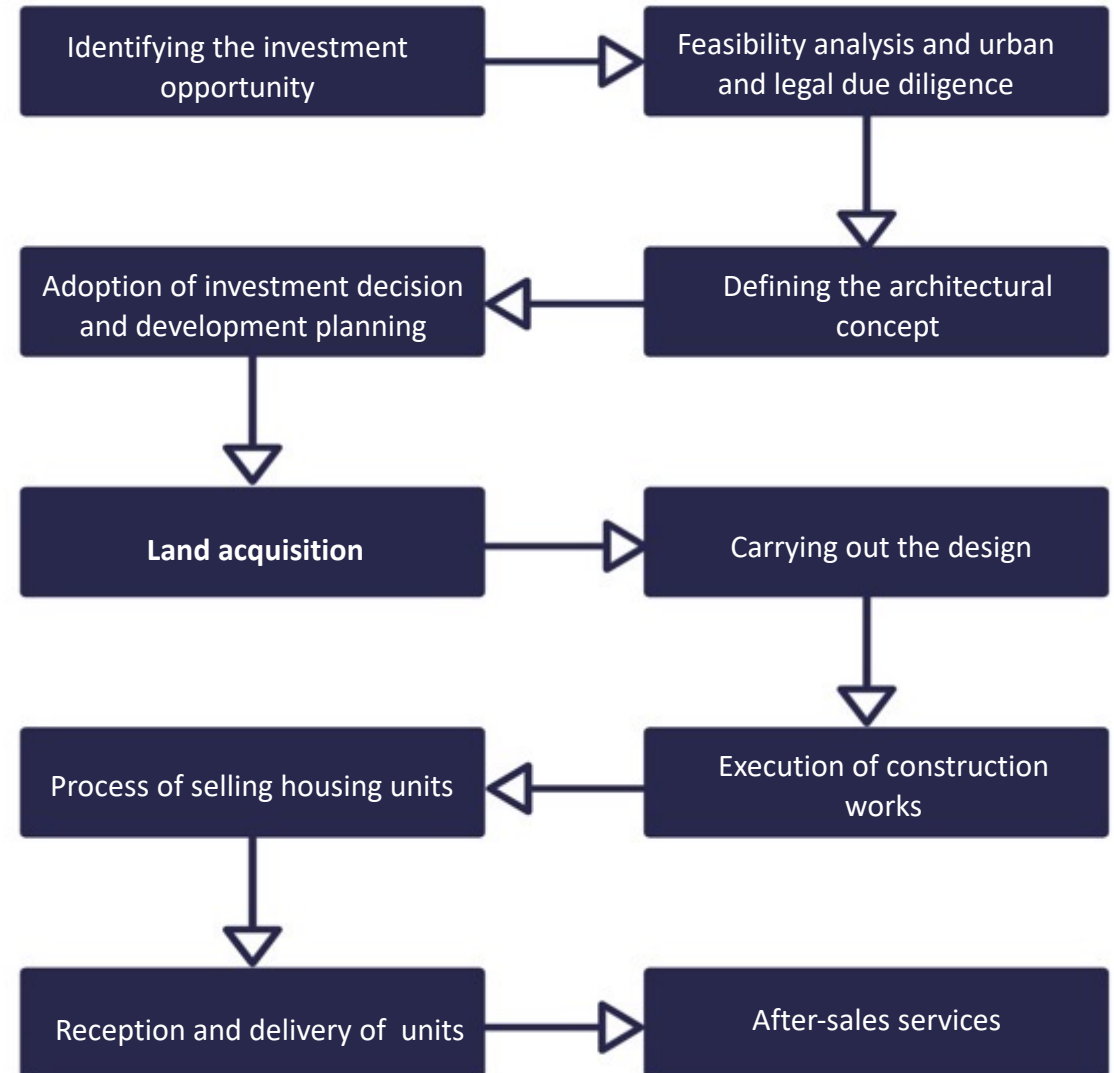 Identifying the investment
opportunity
Feasibility analysis and urban
and legal due diligence
Defining the architectural
concept
Adoption of investment decision
and development planning
Land acquisition
Carrying out the design
Execution of construction
works
Process of selling housing units
Reception and delivery of units
After-sales services